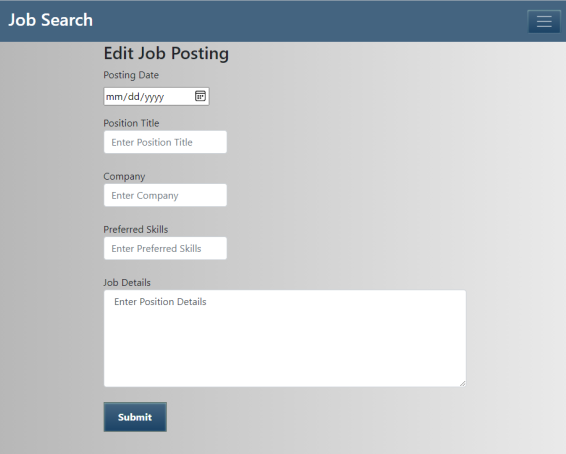 Job Search
Edit Job Posting
Posting Date
mm/dd/yyyy
Position Title
Enter Position Title
Company
Enter Company
Preferred Skills
Enter Preferred Skills
Job Details
Enter Position Details
Submit